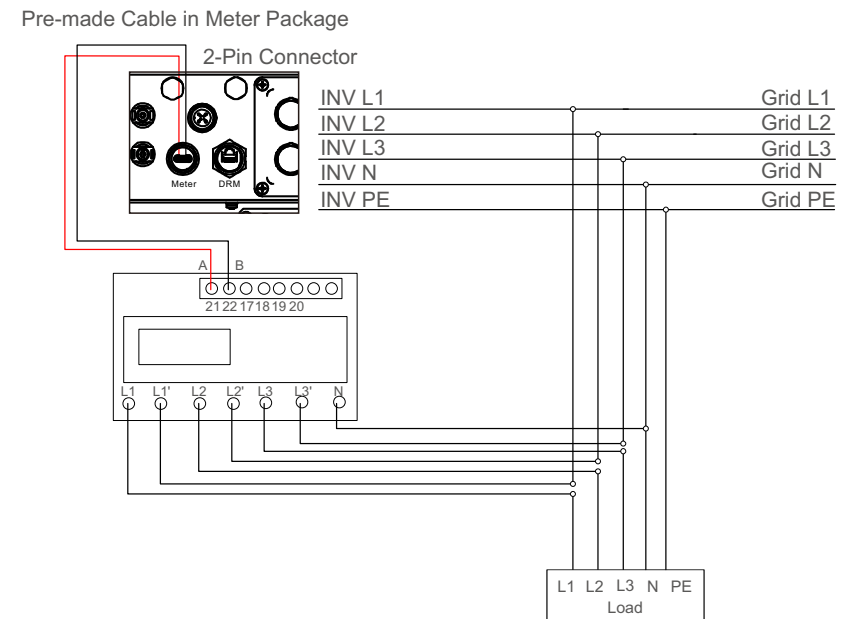 Pre-made Cable in Meter Package
2-Pin Connector
INV L1 Grid L1
INV L2 Grid L2
INV L3 Grid L3
INV N Grid N
INV PE Grid PE
Meter DRM
A B
21 22 17 18 19 20
L1 L1' L2 L2' L3 L3' N
L1 L2 L3 N PE
Load